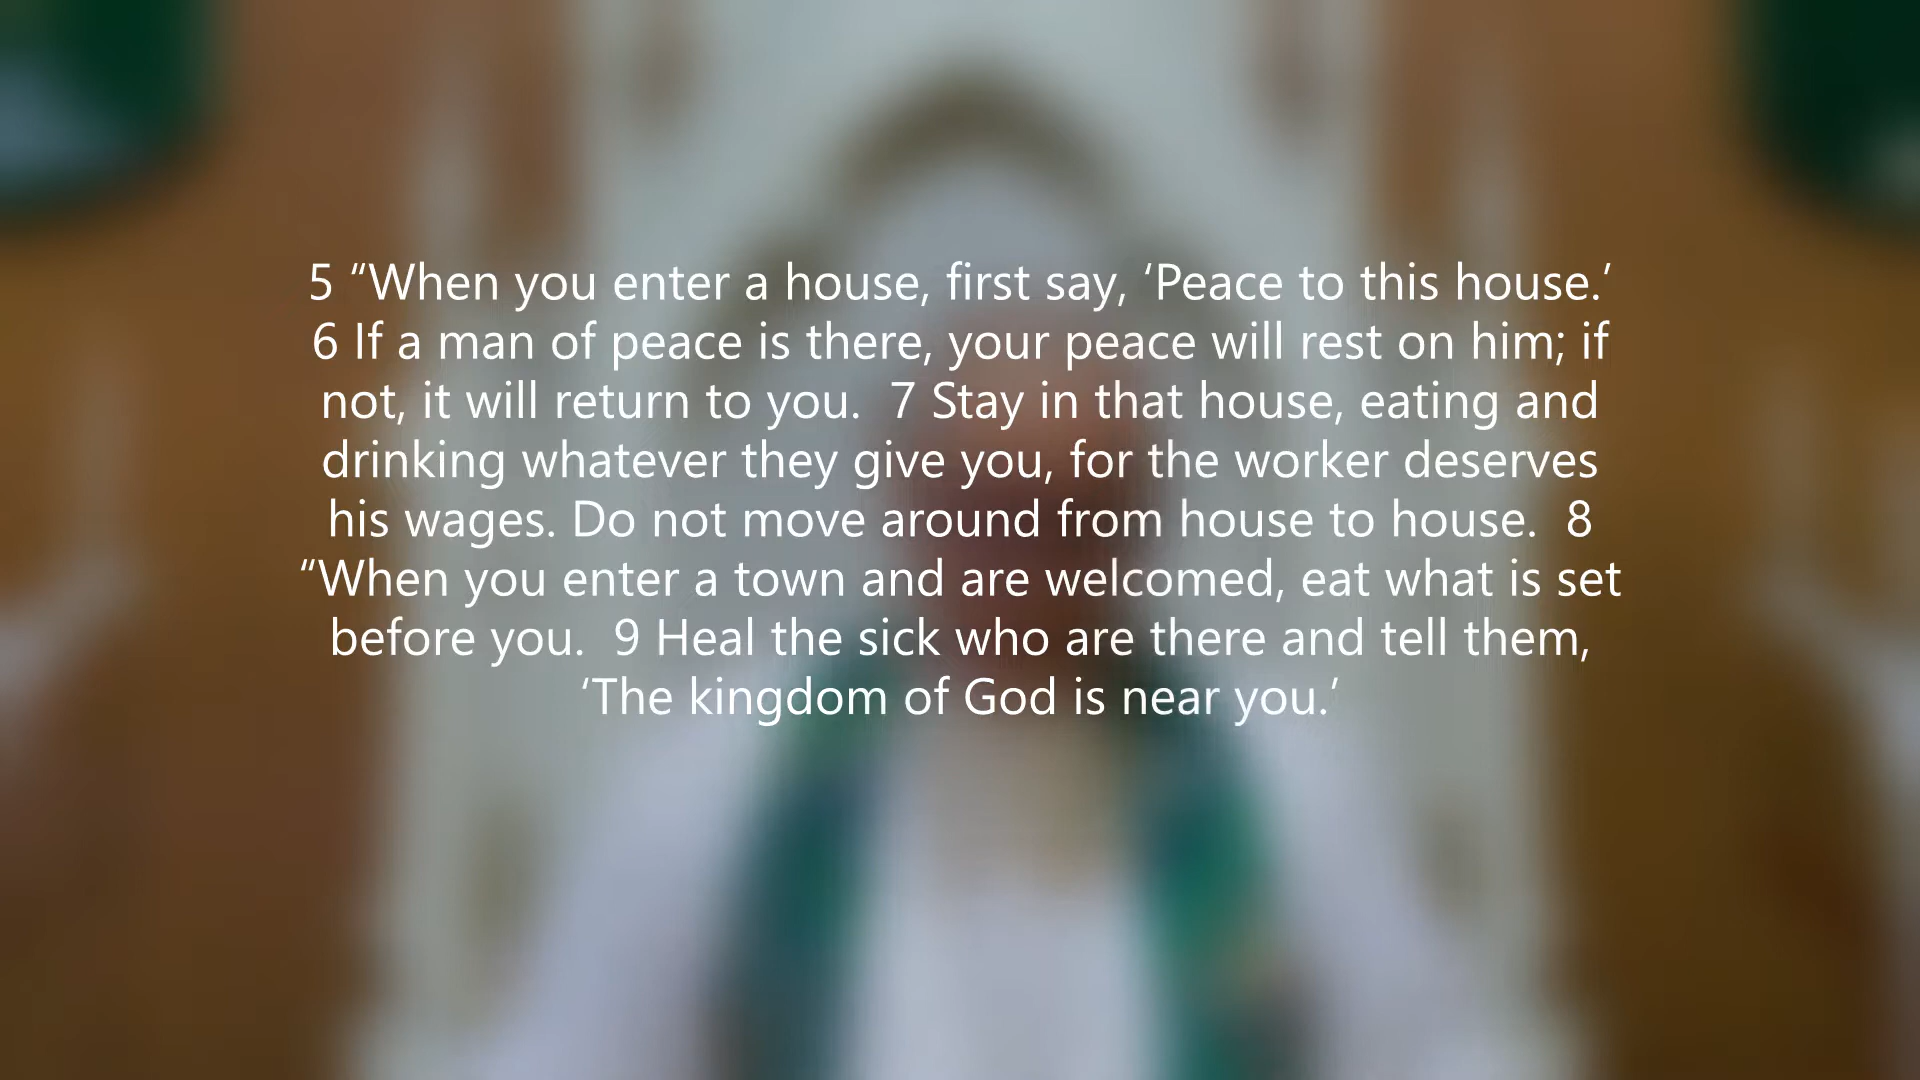 5 “When you enter a house, first say, ‘Peace to this house.’
6 If a man of peace is there, your peace will rest on him; if
not, it will return to you.  7 Stay in that house, eating and
drinking whatever they give you, for the worker deserves
his wages. Do not move around from house to house.  8
“When you enter a town and are welcomed, eat what is set
before you.  9 Heal the sick who are there and tell them,
‘The kingdom of God is near you.’